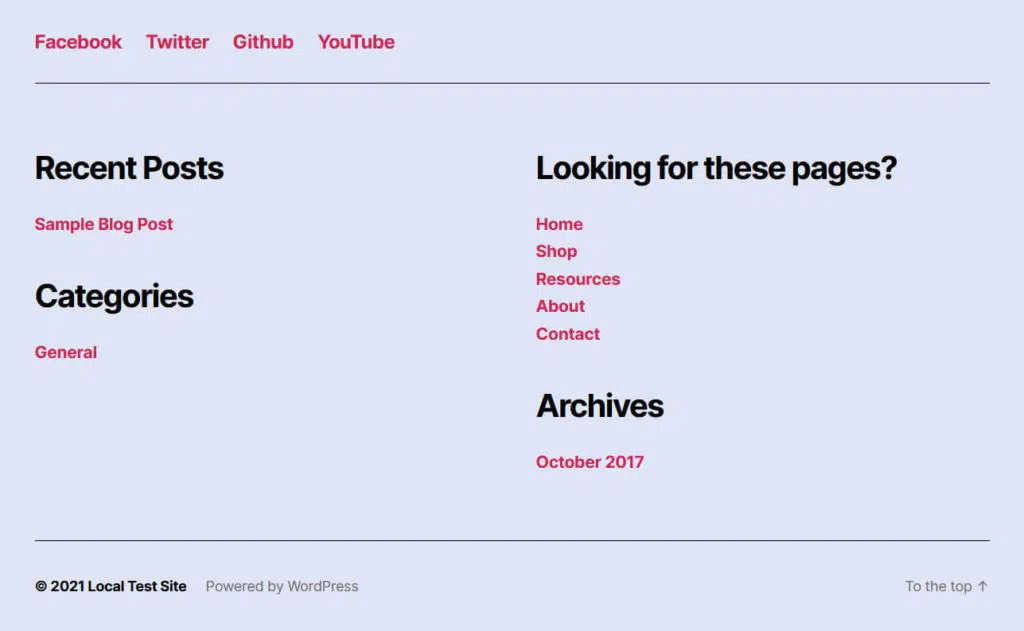 Facebook Twitter Github YouTube
Recent Posts
Sample Blog Post
Categories
General
Looking for these pages?
Home
Shop
Resources
About
Contact
Archives
October 2017
© 2021 Local Test Site Powered by WordPress To the top ↑